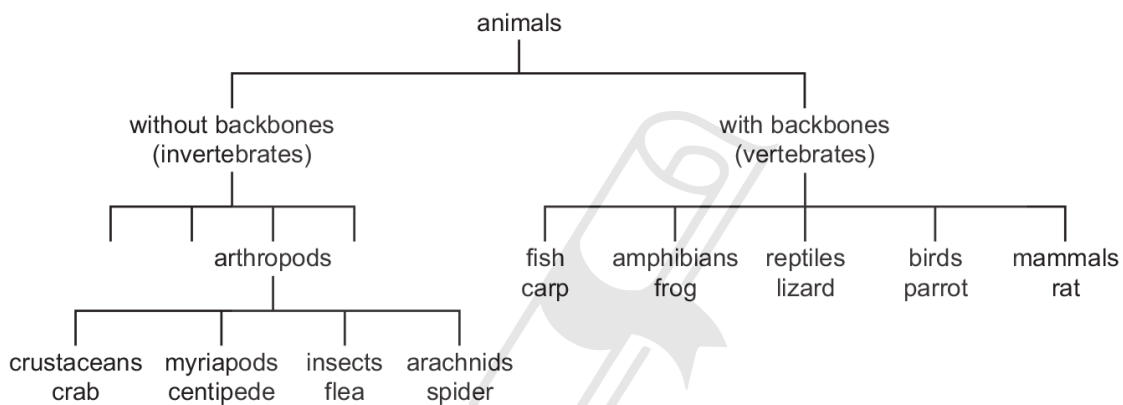 animals
without backbones
(invertebrates)
with backbones
(vertebrates)
arthropods
fish
carp
amphibians
frog
reptiles
lizard
birds
parrot
mammals
rat
crustaceans
crab
myriapods
centipede
insects
flea
arachnids
spider